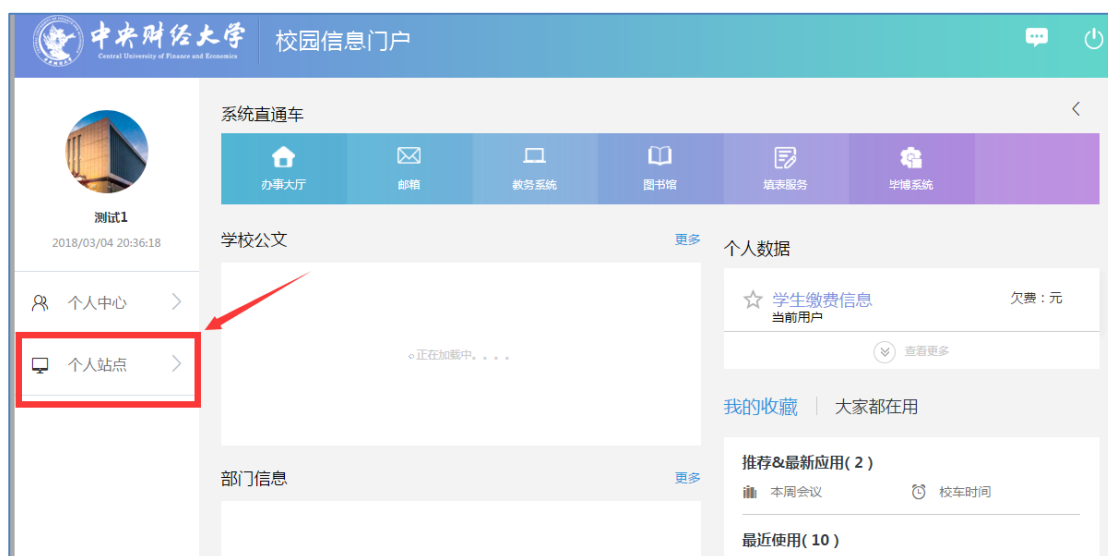 中央财经大学
Central University of Finance and Economics
校园信息门户
测试1
2018/03/04 20:36:18
个人中心
个人站点
系统直通车
办事大厅
邮箱
教务系统
图书馆
填表服务
毕博系统
学校公文 更多
正在加载中。。。。
部门信息 更多
个人数据
学生缴费信息 欠费：元
当前用户
查看更多
我的收藏 大家都在用
推荐&最新应用( 2 )
本周会议 校车时间
最近使用( 10 )